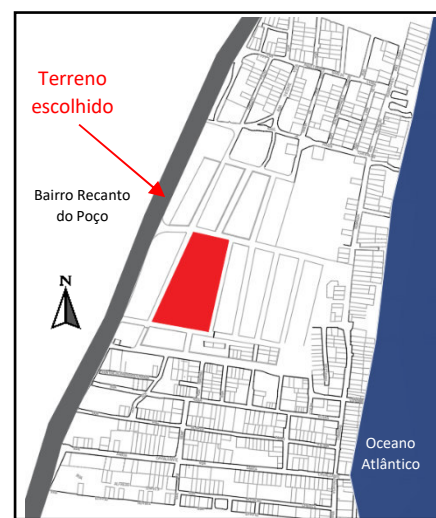 Terreno
escolhido
Bairro Recanto
do Poço
N
Oceano
Atlântico